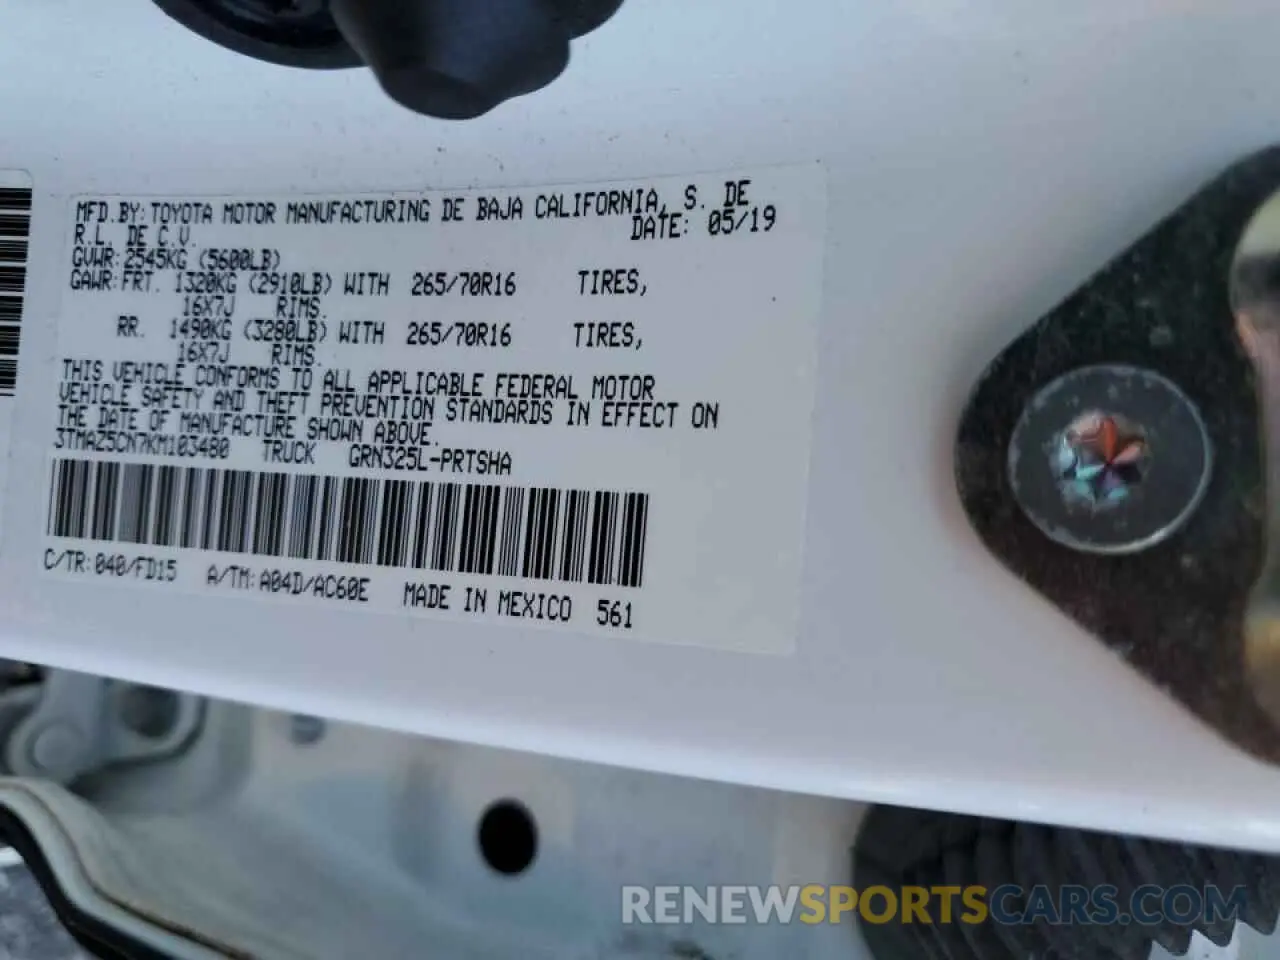 MFD.BY:TOYOTA MOTOR MANUFACTURING DE BAJA CALIFORNIA, S. DE
R.L. DE C.V. DATE: 05/19
GVWR:2545KG (5600LB)
GAWR:FRT. 1320KG (2910LB) WITH 265/70R16 TIRES,
16X7J RIMS.
RR. 1490KG (3280LB) WITH 265/70R16 TIRES,
16X7J RIMS.
THIS VEHICLE CONFORMS TO ALL APPLICABLE FEDERAL MOTOR
VEHICLE SAFETY AND THEFT PREVENTION STANDARDS IN EFFECT ON
THE DATE OF MANUFACTURE SHOWN ABOVE.
3TMAZ5CN7KM103480 TRUCK GRN325L-PRTSHA
C/TR:040/FD15 A/TM:A04D/AC60E MADE IN MEXICO 561
RENEWSPORTSCARS.COM